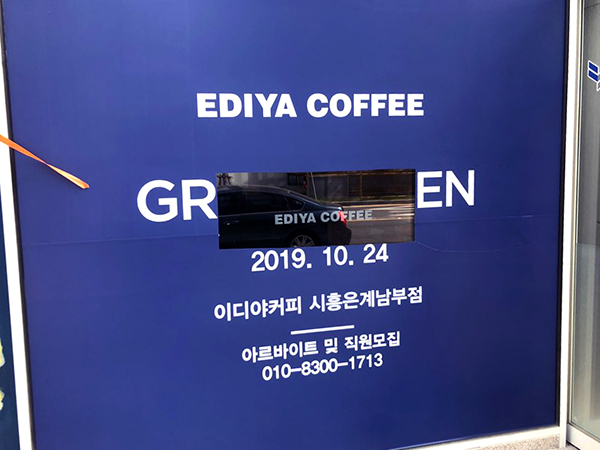 EDIYA COFFEE
GR EN
EDIYA COFFEE
2019. 10. 24
이디야커피 시흥은계남부점
아르바이트 및 직원모집
010-8300-1713